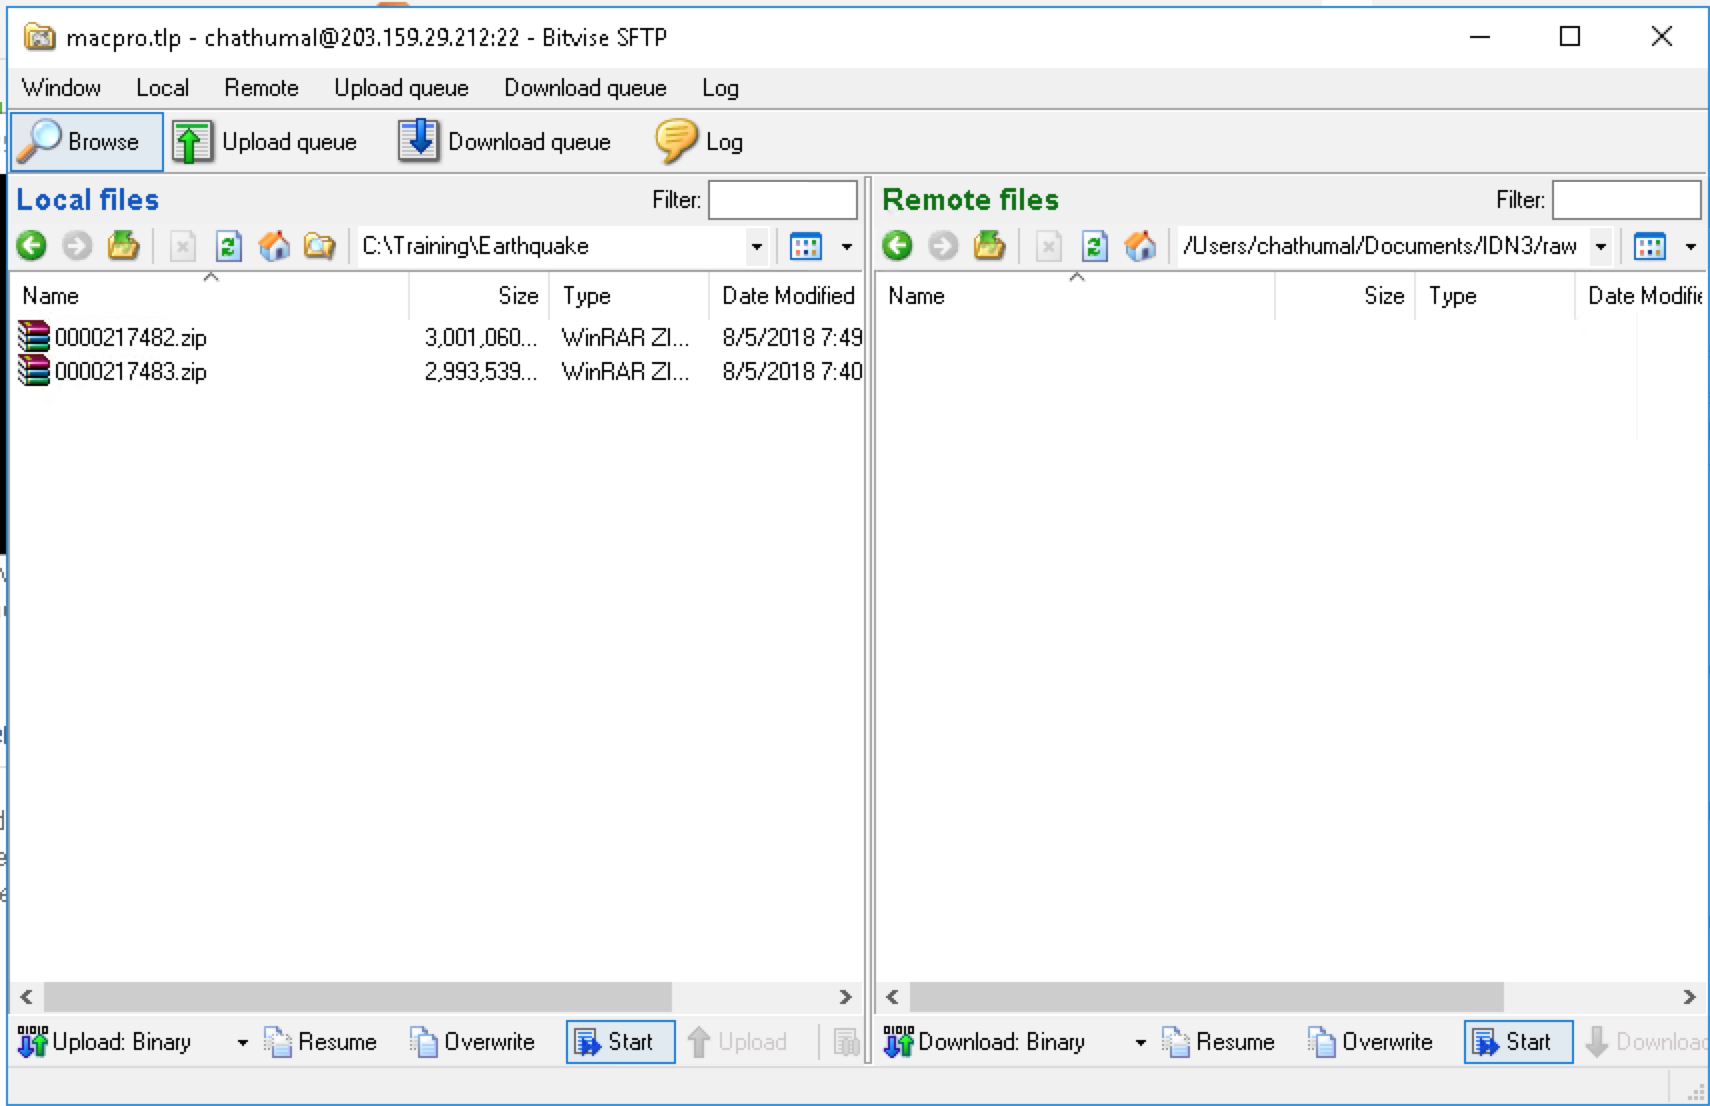 macpro.tlp - chathumal@203.159.29.212:22 - Bitvise SFTP
Window Local Remote Upload queue Download queue Log
Browse Upload queue Download queue Log
Local files Filter:
C:\Training\Earthquake
Name Size Type Date Modified
0000217482.zip 3,001,060... WinRAR ZI... 8/5/2018 7:49
0000217483.zip 2,993,539... WinRAR ZI... 8/5/2018 7:40
Upload: Binary Resume Overwrite Start Upload
Remote files Filter:
/Users/chathumal/Documents/IDN3/raw
Name Size Type Date Modifie
Download: Binary Resume Overwrite Start Download